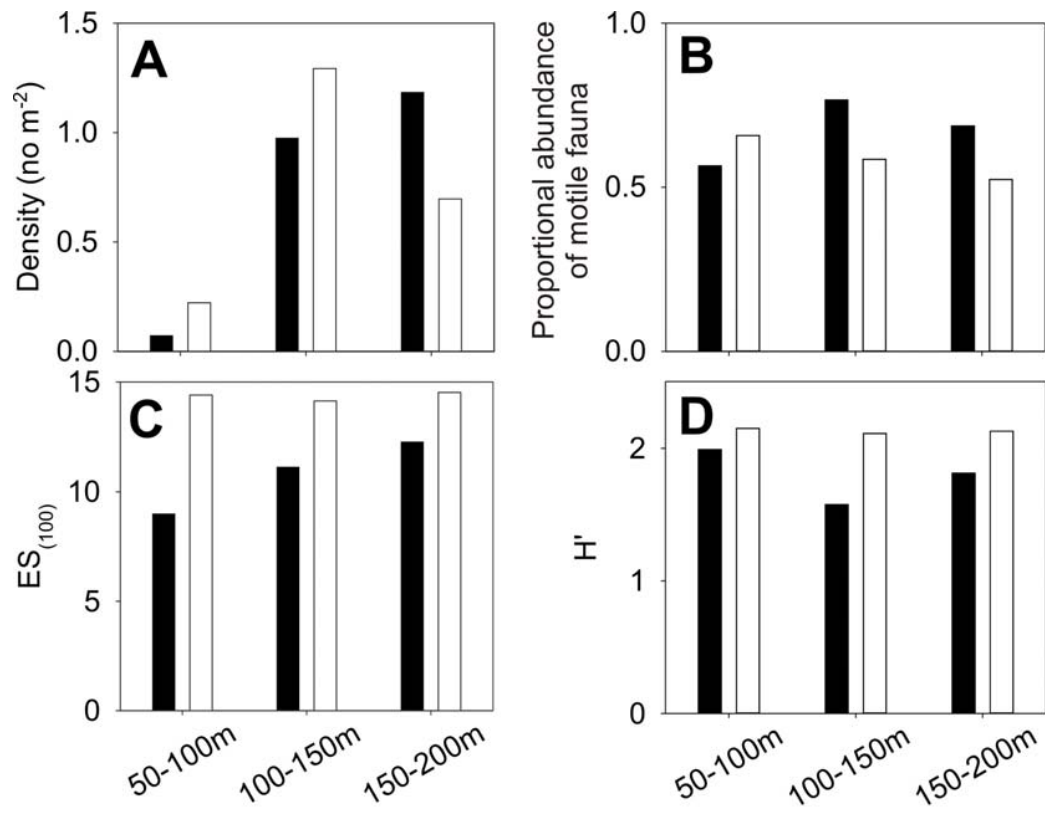 A
Density (no m-2)
1.5
1.0
0.5
0.0
B
Proportional abundance
of motile fauna
1.0
0.5
0.0
C
ES(100)
15
10
5
0
50-100m
100-150m
150-200m
D
H'
2
1
0
50-100m
100-150m
150-200m